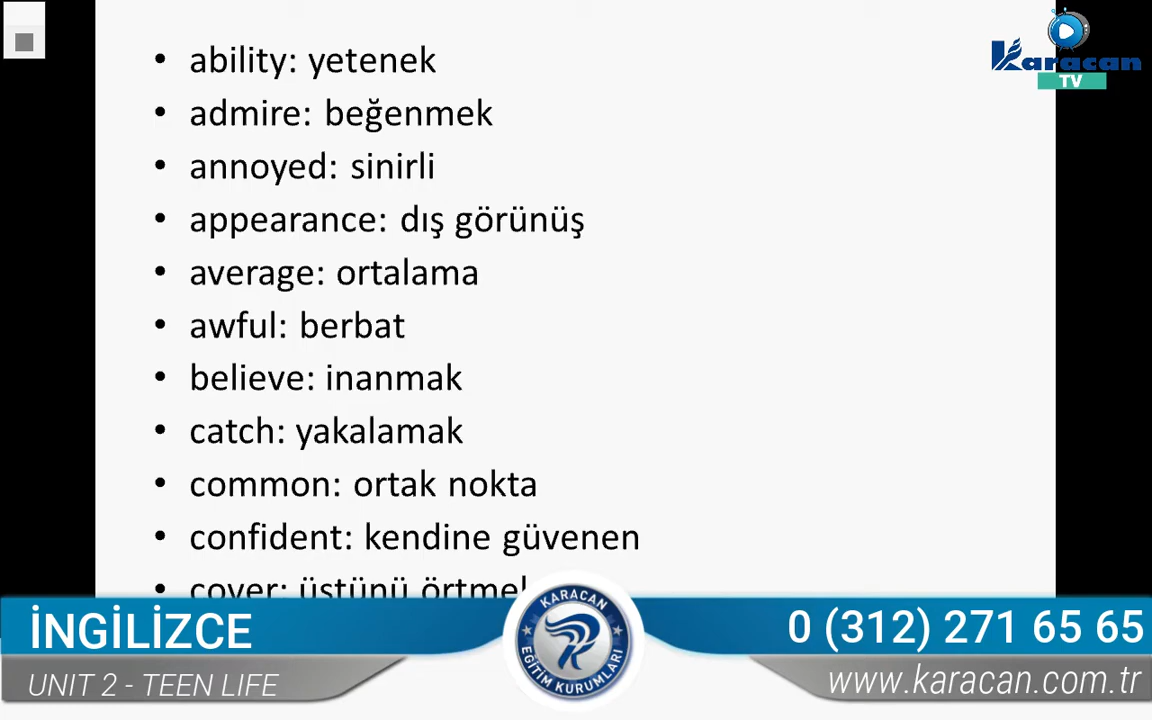 • ability: yetenek
• admire: beğenmek
• annoyed: sinirli
• appearance: dış görünüş
• average: ortalama
• awful: berbat
• believe: inanmak
• catch: yakalamak
• common: ortak nokta
• confident: kendine güvenen
• cover: üstünü
Karacan
TV
İNGİLİZCE
UNIT 2 - TEEN LIFE
KARACAN
EĞİTİM KURUMLARI
0 (312) 271 65 65
www.karacan.com.tr